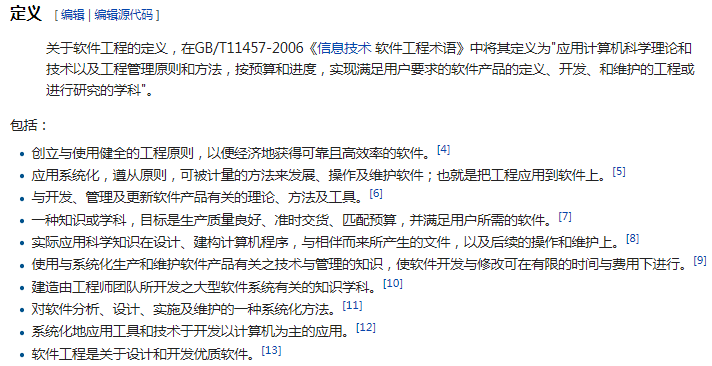 定义 [ 编辑 | 编辑源代码 ]
关于软件工程的定义，在GB/T11457-2006《信息技术 软件工程术语》中将其定义为"应用计算机科学理论和
技术以及工程管理原则和方法，按预算和进度，实现满足用户要求的软件产品的定义、开发、和维护的工程或
进行研究的学科"。
包括：
• 创立与使用健全的工程原则，以便经济地获得可靠且高效率的软件。[4]
• 应用系统化，遵从原则，可被计量的方法来发展、操作及维护软件；也就是把工程应用到软件上。[5]
• 与开发、管理及更新软件产品有关的理论、方法及工具。[6]
• 一种知识或学科，目标是生产质量良好、准时交货、匹配预算，并满足用户所需的软件。[7]
• 实际应用科学知识在设计、建构计算机程序，与相伴而来所产生的文件，以及后续的操作和维护上。[8]
• 使用与系统化生产和维护软件产品有关之技术与管理的知识，使软件开发与修改可在有限的时间与费用下进行。[9]
• 建造由工程师团队所开发之大型软件系统有关的知识学科。[10]
• 对软件分析、设计、实施及维护的一种系统化方法。[11]
• 系统化地应用工具和技术于开发以计算机为主的应用。[12]
• 软件工程是关于设计和开发优质软件。[13]